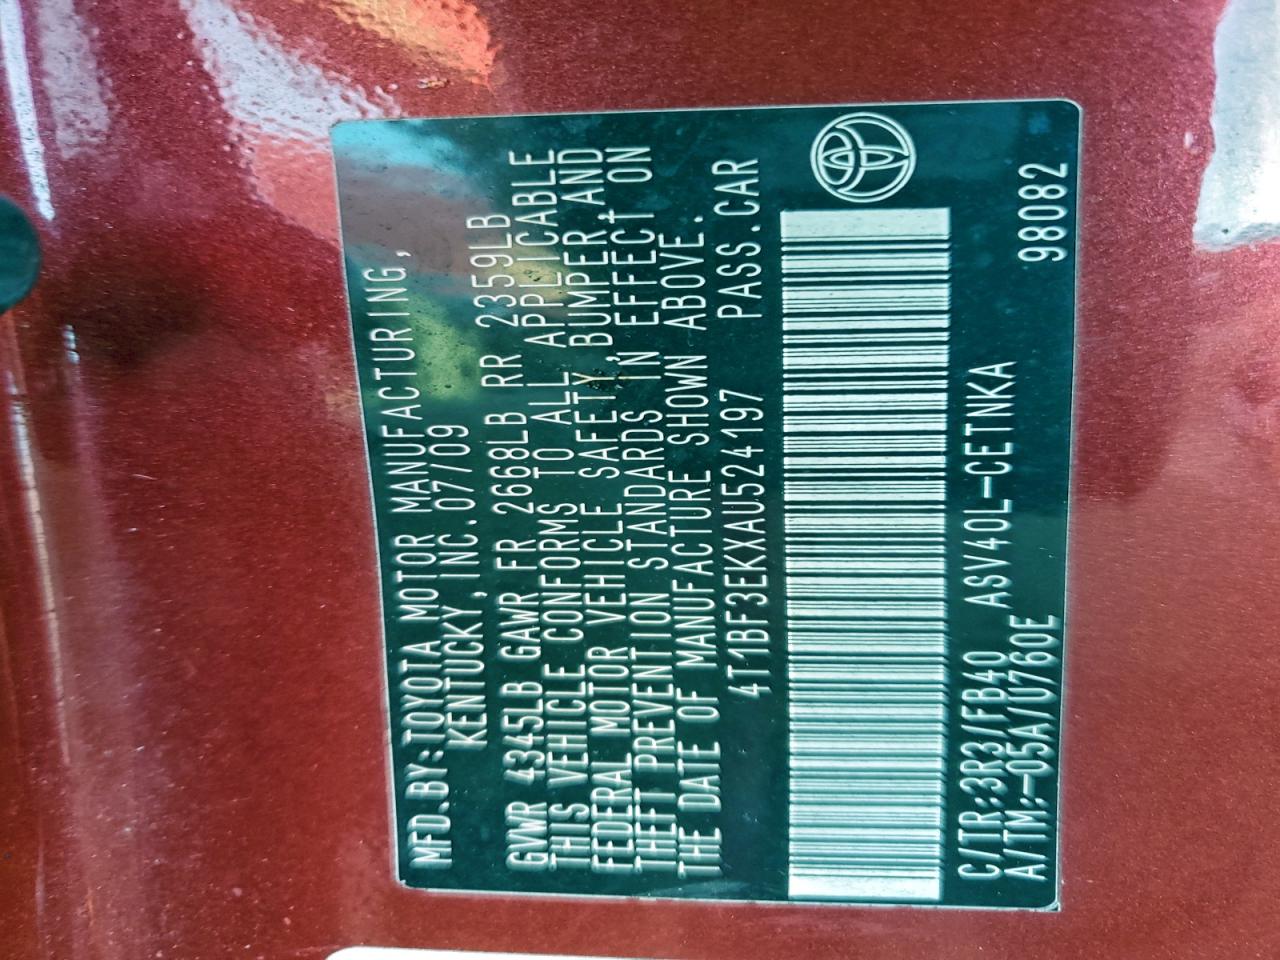 MFD.BY:TOYOTA MOTOR MANUFACTURING,
KENTUCKY,INC.07/09
GVWR 4345LB GAWR FR 2668LB RR 2359LB
THIS VEHICLE CONFORMS TO ALL APPLICABLE
FEDERAL MOTOR VEHICLE SAFETY,BUMPER,AND
THEFT PREVENTION STANDARDS IN EFFECT ON
THE DATE OF MANUFACTURE SHOWN ABOVE.
4T1BF3EKXAU524197 PASS.CAR
C/TR:3R3/FB40 ASV40L-CETNKA
A/TM:-05A/U760E 98082